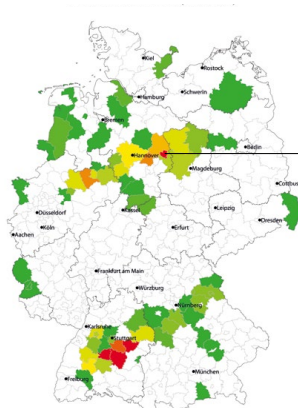 Kiel
Rostock
Hamburg
Schwerin
Bremen
Hannover
Berlin
Magdeburg
Cottbus
Düsseldorf
Kassel
Leipzig
Köln
Dresden
Aachen
Erfurt
Frankfurt am Main
Würzburg
Nürnberg
Karlsruhe
Stuttgart
München
Freiburg